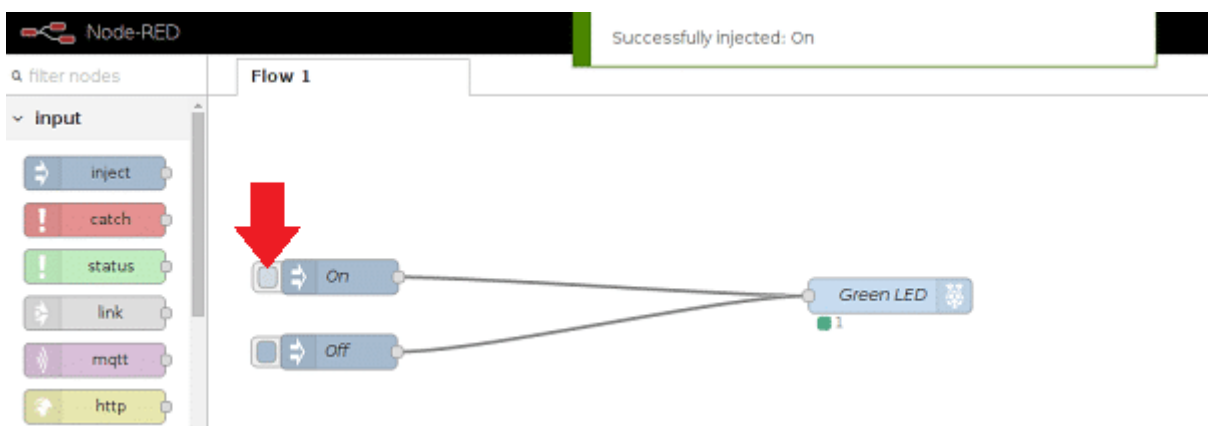 Node-RED
Successfully injected: On
filter nodes
Flow 1
input
inject
catch
status
link
mqtt
http
On
Off
Green LED
1